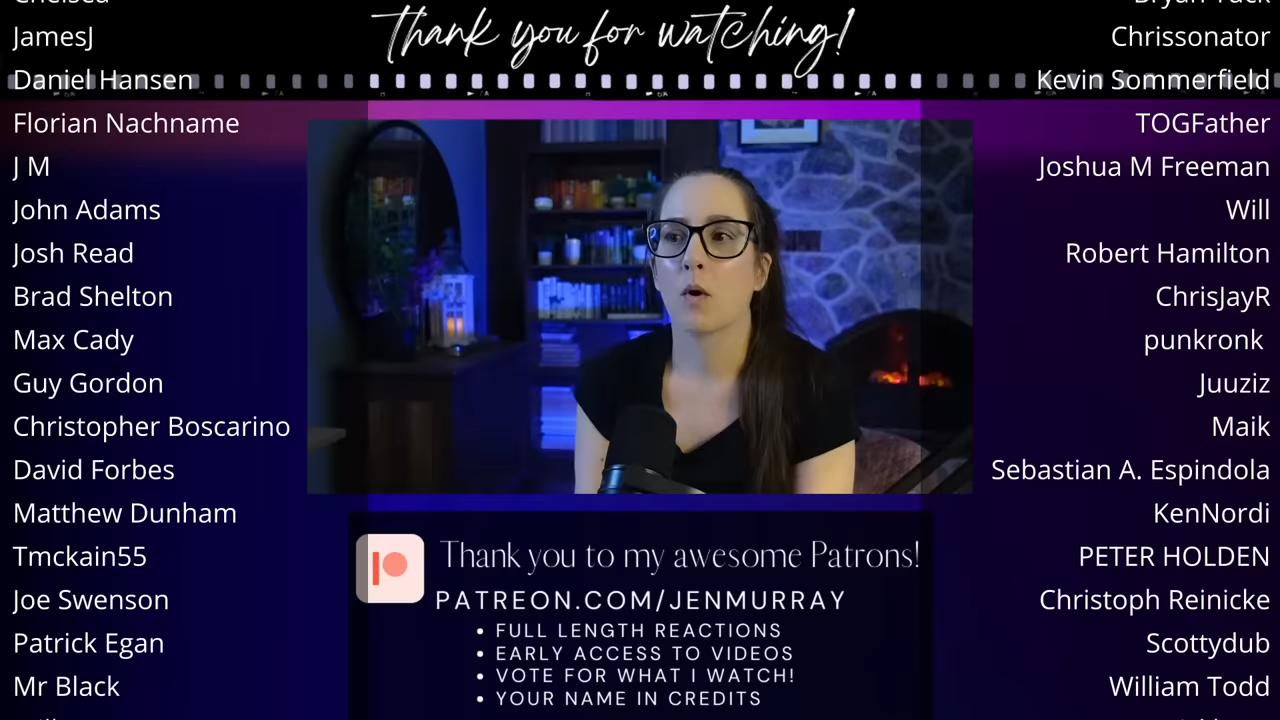 Thank you for watching!
JamesJ
Daniel Hansen
Florian Nachname
J M
John Adams
Josh Read
Brad Shelton
Max Cady
Guy Gordon
Christopher Boscarino
David Forbes
Matthew Dunham
Tmckain55
Joe Swenson
Patrick Egan
Mr Black
Chrissonator
Kevin Sommerfield
TOGFather
Joshua M Freeman
Will
Robert Hamilton
ChrisJayR
punkronk
Juuziz
Maik
Sebastian A. Espindola
KenNordi
PETER HOLDEN
Christoph Reinicke
Scottydub
William Todd
Thank you to my awesome Patrons!
PATREON.COM/JENMURRAY
• FULL LENGTH REACTIONS
• EARLY ACCESS TO VIDEOS
• VOTE FOR WHAT I WATCH!
• YOUR NAME IN CREDITS